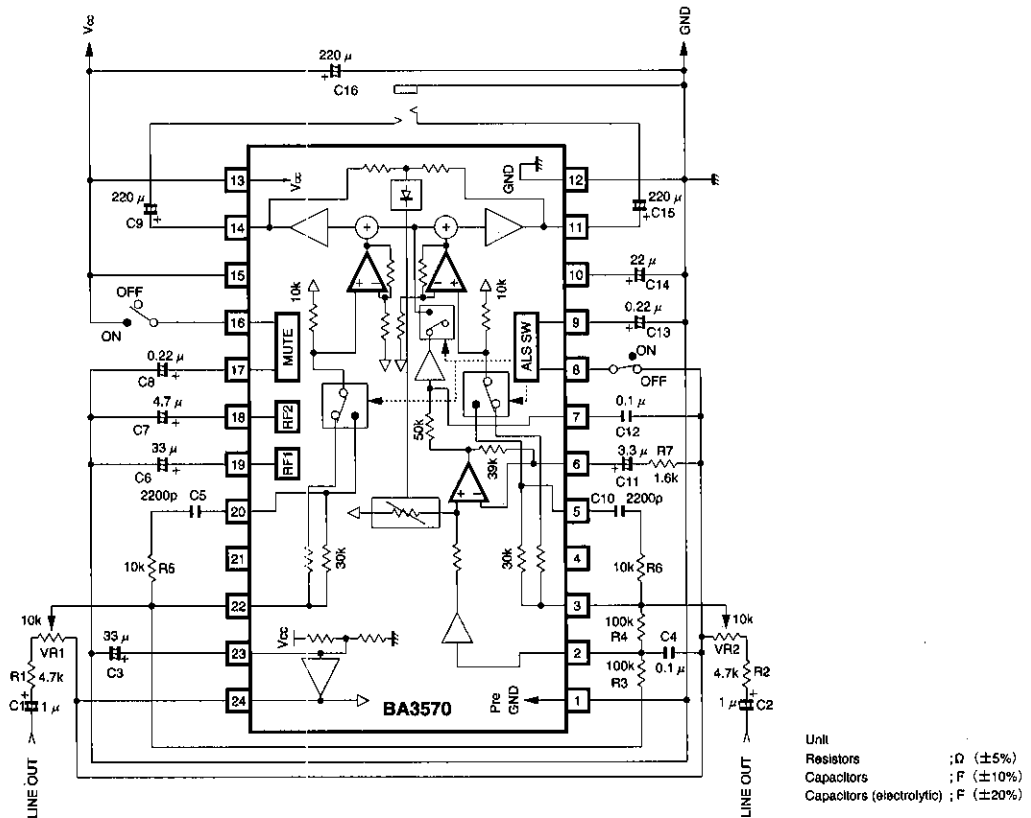 Vcc
GND
220 μ
+
C16
13
Vcc
GND
12
220 μ
C9
+
14
11
220 μ
+ C15
15
10
22 μ
+
C14
OFF
ON
16
MUTE
10k
+ −
− +
10k
ALS SW
9
0.22 μ
+
C13
0.22 μ
C8
+
17
8
ON
OFF
4.7 μ
C7
+
18
RF2
7
0.1 μ
C12
33 μ
C6
+
19
RF1
50k
39k
6
3.3 μ
+
C11
R7
1.6k
2200p
C5
20
+ −
5
C10
2200p
10k
R5
21
30k
30k
4
10k
R6
22
3
10k
VR1
100k
R4
10k
VR2
33 μ
C3
+
23
Vcc
2
C4
0.1 μ
R1
4.7k
100k
R3
4.7k
R2
C1
+
1 μ
24
BA3570
Pre
GND
1
1 μ
+
C2
LINE OUT
LINE OUT
Unit
Resistors ;Ω (±5%)
Capacitors ;F (±10%)
Capacitors (electrolytic) ;F (±20%)